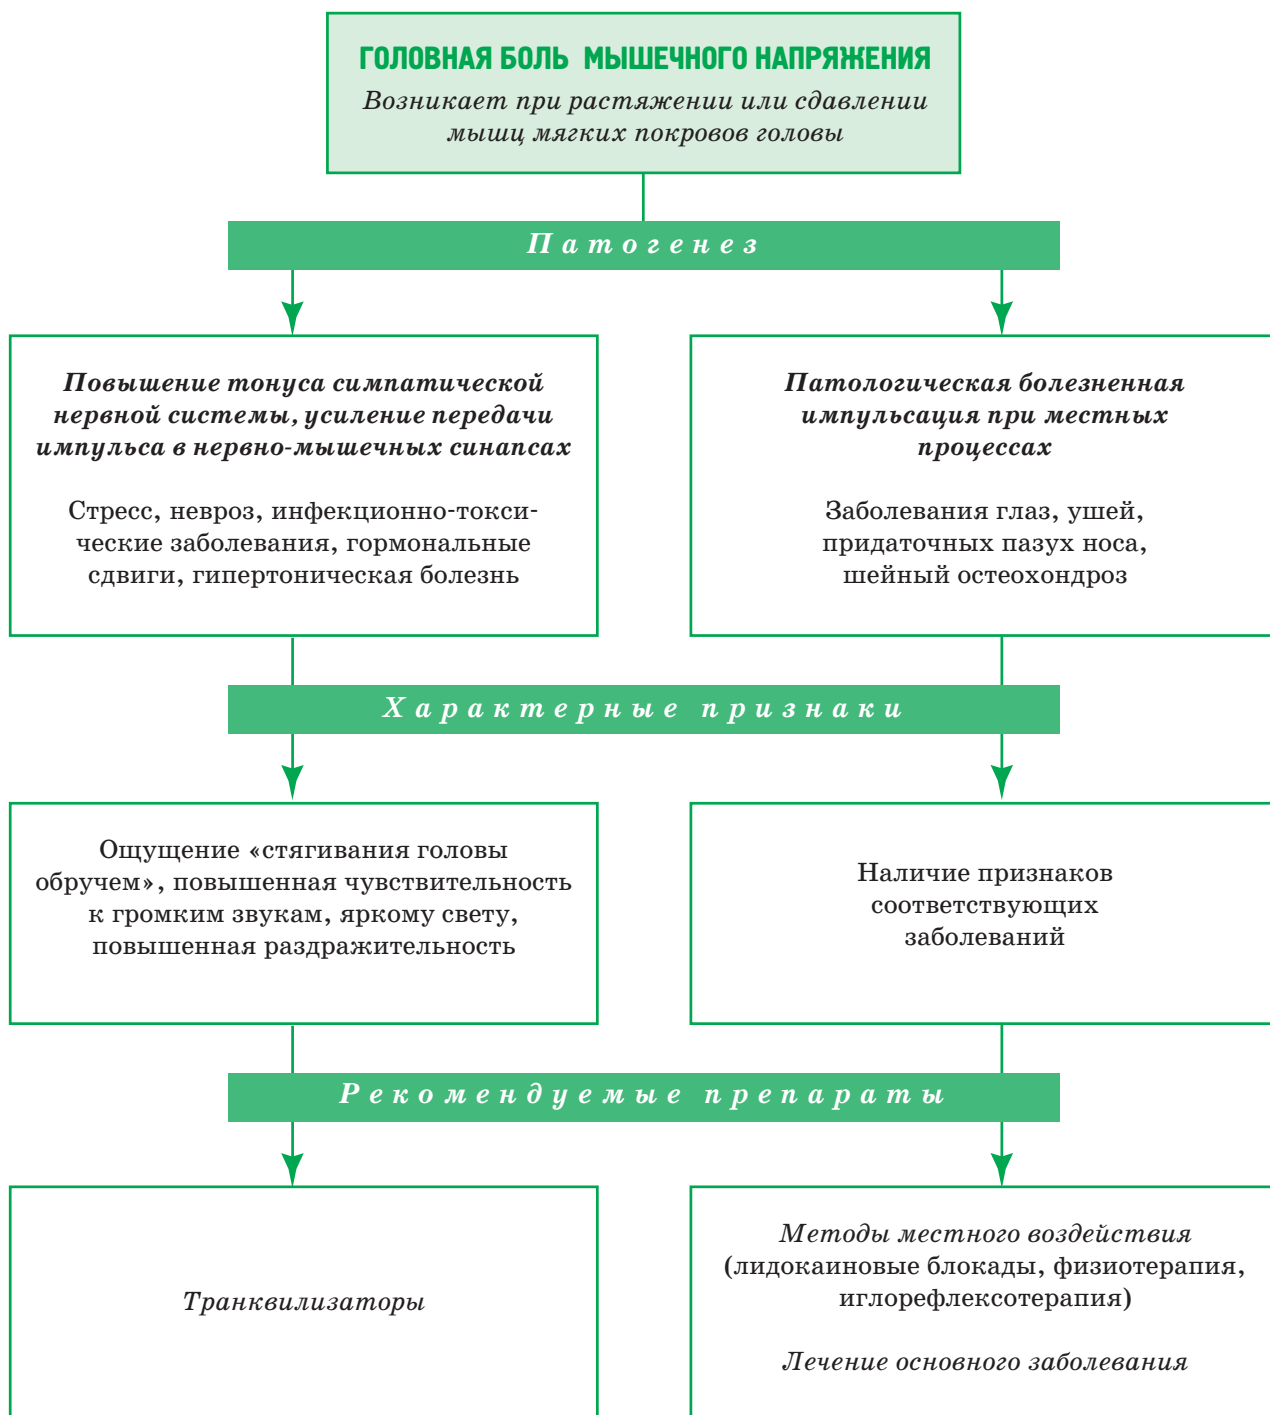 ГОЛОВНАЯ БОЛЬ МЫШЕЧНОГО НАПРЯЖЕНИЯ
Возникает при растяжении или сдавлении
мышц мягких покровов головы
Патогенез
Повышение тонуса симпатической
нервной системы, усиление передачи
импульса в нервно-мышечных синапсах
Стресс, невроз, инфекционно-токси-
ческие заболевания, гормональные
сдвиги, гипертоническая болезнь
Патологическая болезненная
импульсация при местных
процессах
Заболевания глаз, ушей,
придаточных пазух носа,
шейный остеохондроз
Характерные признаки
Ощущение «стягивания головы
обручем», повышенная чувствительность
к громким звукам, яркому свету,
повышенная раздражительность
Наличие признаков
соответствующих
заболеваний
Рекомендуемые препараты
Транквилизаторы
Методы местного воздействия
(лидокаиновые блокады, физиотерапия,
иглорефлексотерапия)
Лечение основного заболевания